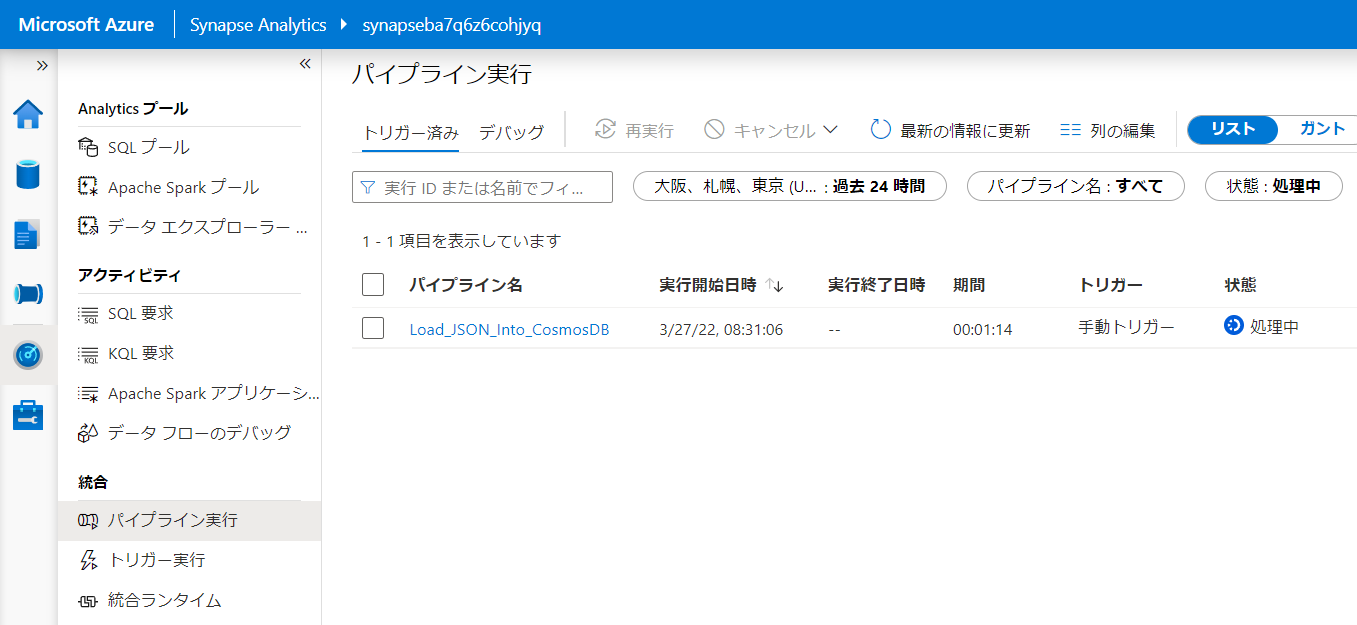 Microsoft Azure
Synapse Analytics
synapseba7q6z6cohjyq
Analytics プール
SQL プール
Apache Spark プール
データ エクスプローラー ...
アクティビティ
SQL 要求
KQL 要求
Apache Spark アプリケーシ...
データ フローのデバッグ
統合
パイプライン実行
トリガー実行
統合ランタイム
パイプライン実行
トリガー済み デバッグ 再実行 キャンセル 最新の情報に更新 列の編集 リスト ガント
実行 ID または名前でフィ... 大阪、札幌、東京 (U... : 過去 24 時間 パイプライン名 : すべて 状態 : 処理中
1 - 1 項目を表示しています
パイプライン名 実行開始日時 ↑↓ 実行終了日時 期間 トリガー 状態
Load_JSON_Into_CosmosDB 3/27/22, 08:31:06 -- 00:01:14 手動トリガー 処理中